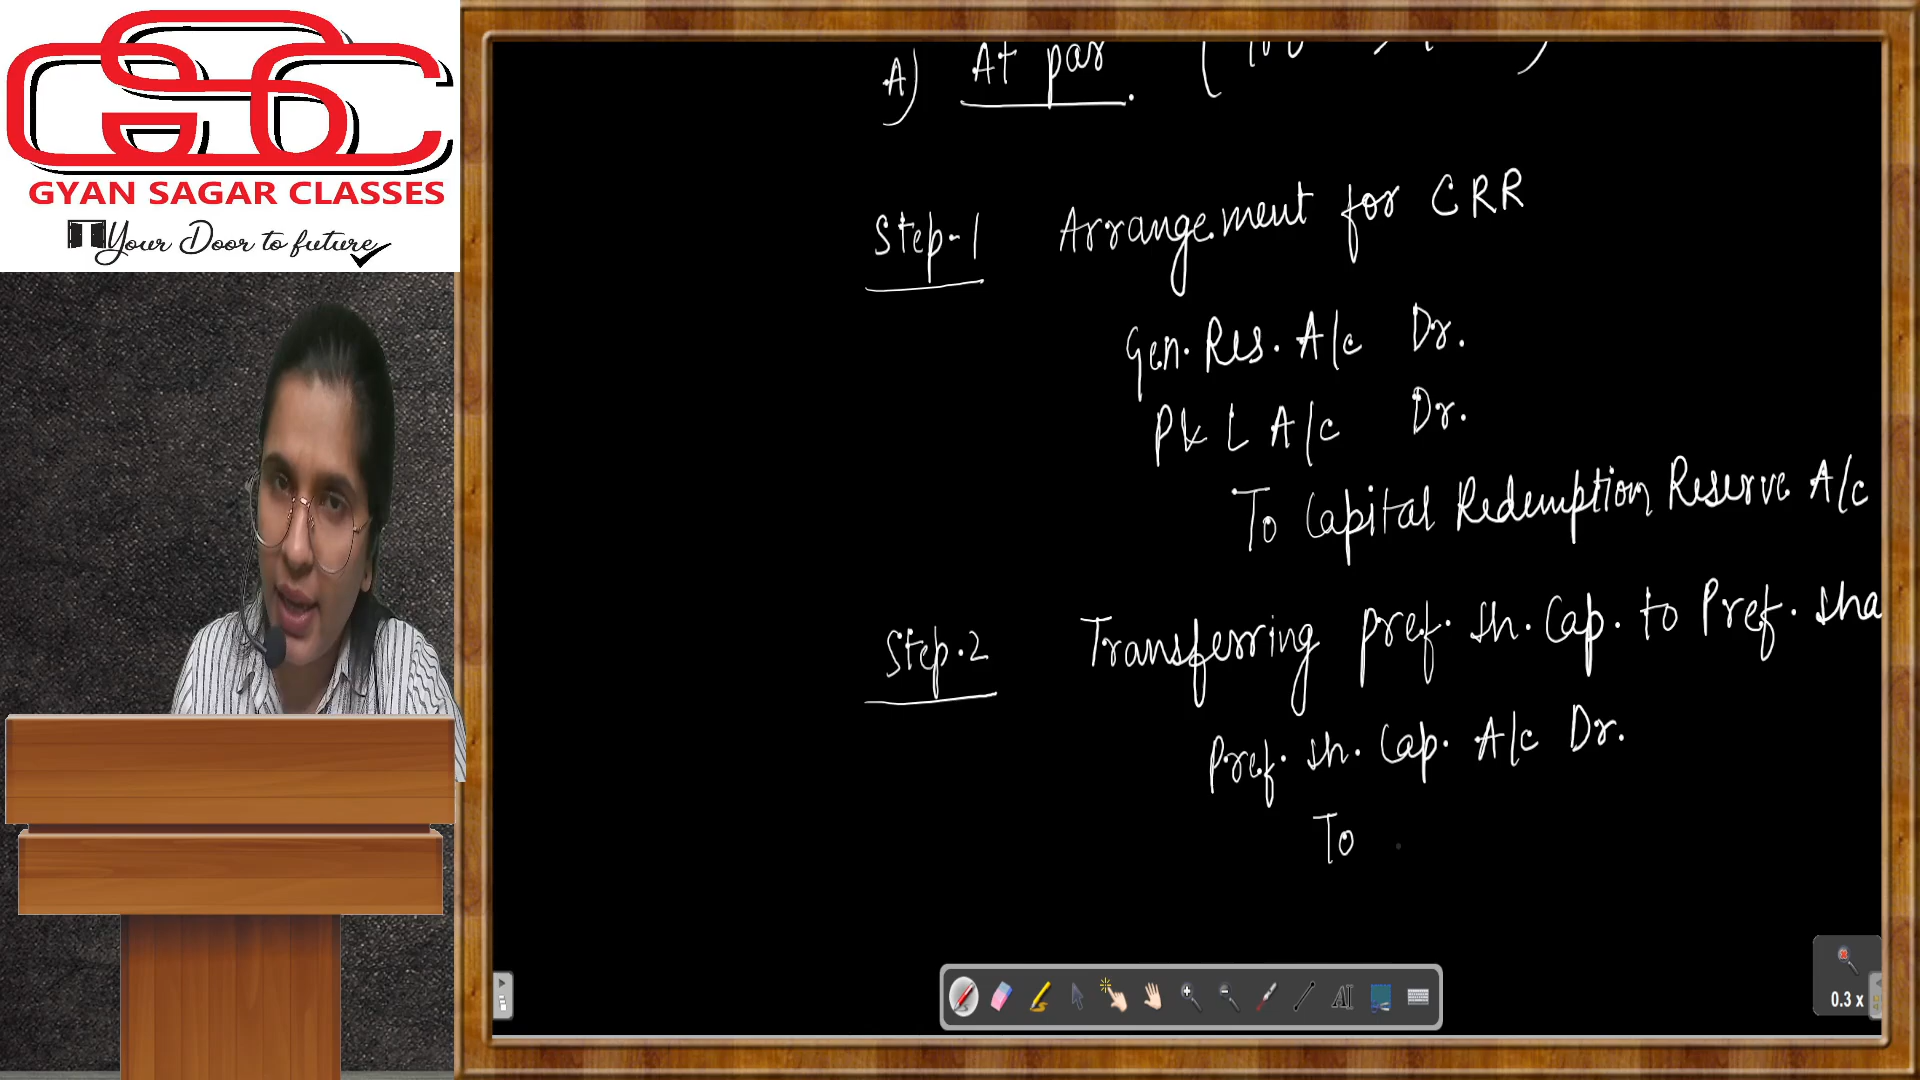 GSC
GYAN SAGAR CLASSES
Your Door to future
A) At par. (
Step-1 Arrangement for CRR
Gen. Res. A/c Dr.
P & L A/c Dr.
To Capital Redemption Reserve A/c
Step.2 Transferring pref. sh. Cap. to Pref. sha
Pref. sh. Cap. A/c Dr.
To
0.3 x